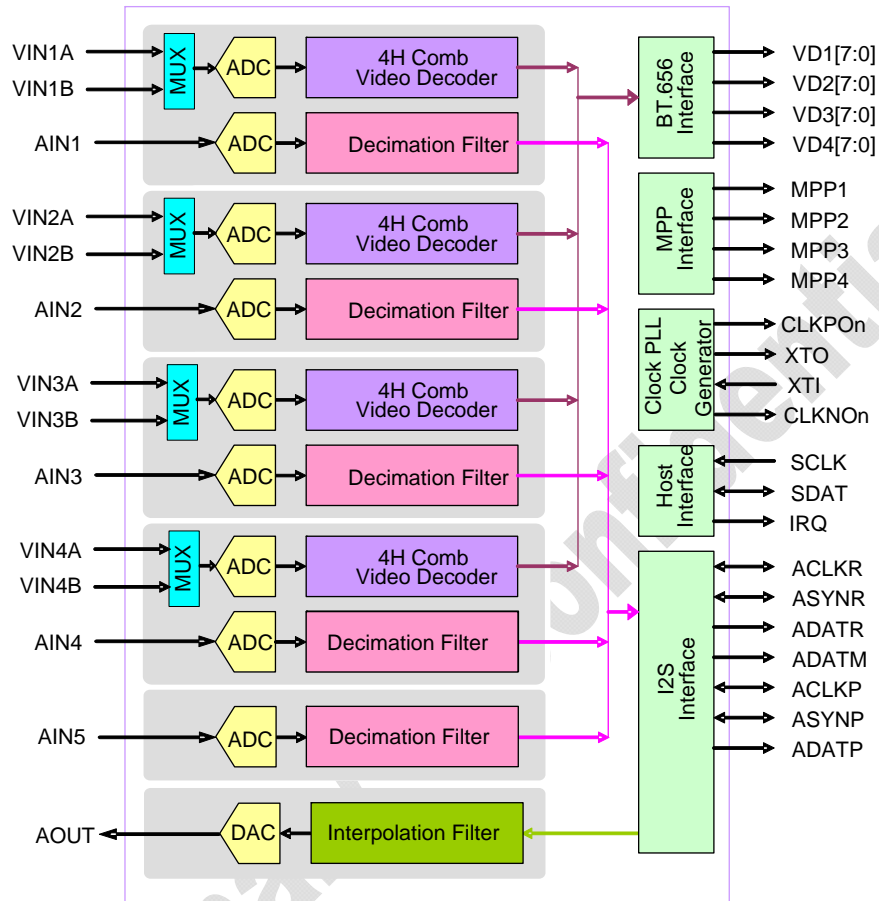 VIN1A
VIN1B
MUX
ADC
4H Comb
Video Decoder
AIN1
ADC
Decimation Filter
VIN2A
VIN2B
MUX
ADC
4H Comb
Video Decoder
AIN2
ADC
Decimation Filter
VIN3A
VIN3B
MUX
ADC
4H Comb
Video Decoder
AIN3
ADC
Decimation Filter
VIN4A
VIN4B
MUX
ADC
4H Comb
Video Decoder
AIN4
ADC
Decimation Filter
AIN5
ADC
Decimation Filter
AOUT
DAC
Interpolation Filter
BT.656
Interface
VD1[7:0]
VD2[7:0]
VD3[7:0]
VD4[7:0]
MPP
Interface
MPP1
MPP2
MPP3
MPP4
Clock PLL
Clock
Generator
CLKPOn
XTO
XTI
CLKNOn
Host
Interface
SCLK
SDAT
IRQ
I2S
Interface
ACLKR
ASYNR
ADATR
ADATM
ACLKP
ASYNP
ADATP